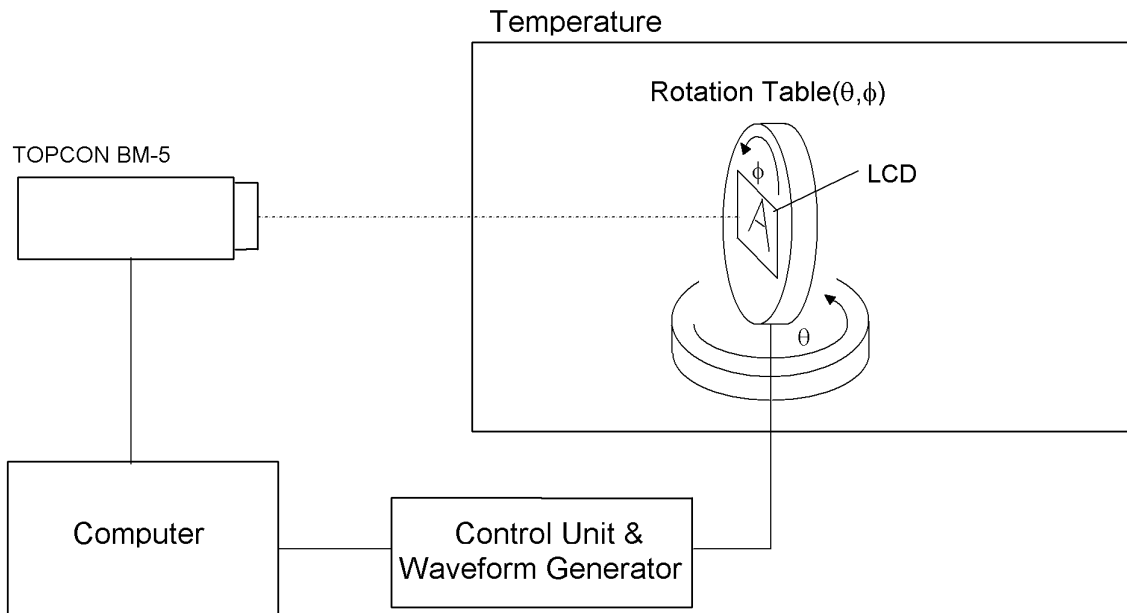 Temperature
Rotation Table(θ,ϕ)
TOPCON BM-5
ϕ
LCD
A
θ
Computer
Control Unit &
Waveform Generator